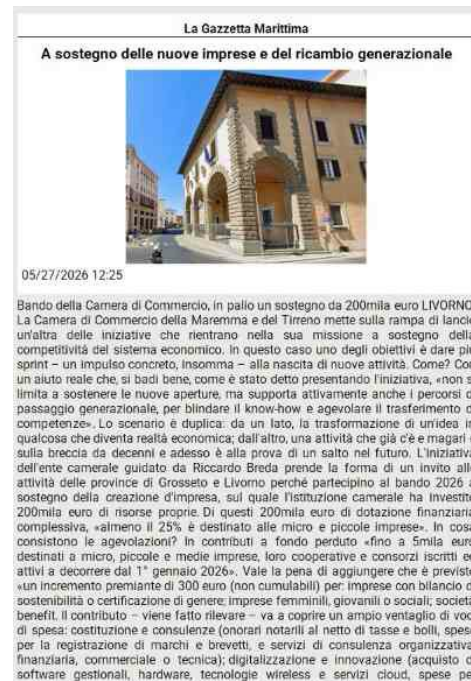 La Gazzetta Marittima
A sostegno delle nuove imprese e del ricambio generazionale
05/27/2026 12:25
Bando della Camera di Commercio, in palio un sostegno da 200mila euro LIVORNO.
La Camera di Commercio della Maremma e del Tirreno mette sulla rampa di lancio
un'altra delle iniziative che rientrano nella sua missione a sostegno della
competitività del sistema economico. In questo caso uno degli obiettivi è dare più
sprint – un impulso concreto, insomma – alla nascita di nuove attività. Come? Con
un aiuto reale che, si badi bene, come è stato detto presentando l'iniziativa, «non si
limita a sostenere le nuove aperture, ma supporta attivamente anche i percorsi di
passaggio generazionale, per blindare il know-how e agevolare il trasferimento di
competenze». Lo scenario è duplica: da un lato, la trasformazione di un'idea in
qualcosa che diventa realtà economica; dall'altro, una attività che già c'è e magari è
sulla breccia da decenni e adesso è alla prova di un salto nel futuro. L'iniziativa
dell'ente camerale guidato da Riccardo Breda prende la forma di un invito alle
attività delle province di Grosseto e Livorno perché partecipino al bando 2026 a
sostegno della creazione d'impresa, sul quale l'istituzione camerale ha investito
200mila euro di risorse proprie. Di questi 200mila euro di dotazione finanziaria
complessiva, «almeno il 25% è destinato alle micro e piccole imprese». In cosa
consistono le agevolazioni? In contributi a fondo perduto «fino a 5mila euro
destinati a micro, piccole e medie imprese, loro cooperative e consorzi iscritti ed
attivi a decorrere dal 1° gennaio 2026». Vale la pena di aggiungere che è previsto
«un incremento premiante di 300 euro (non cumulabili) per: imprese con bilancio di
sostenibilità o certificazione di genere; imprese femminili, giovanili o sociali; società
benefit. Il contributo – viene fatto rilevare – va a coprire un ampio ventaglio di voci
di spesa: costituzione e consulenze (onorari notarili al netto di tasse e bolli, spese
per la registrazione di marchi e brevetti, e servizi di consulenza organizzativa,
finanziaria, commerciale o tecnica); digitalizzazione e innovazione (acquisto di
software gestionali, hardware, tecnologie wireless e servizi cloud, spese per